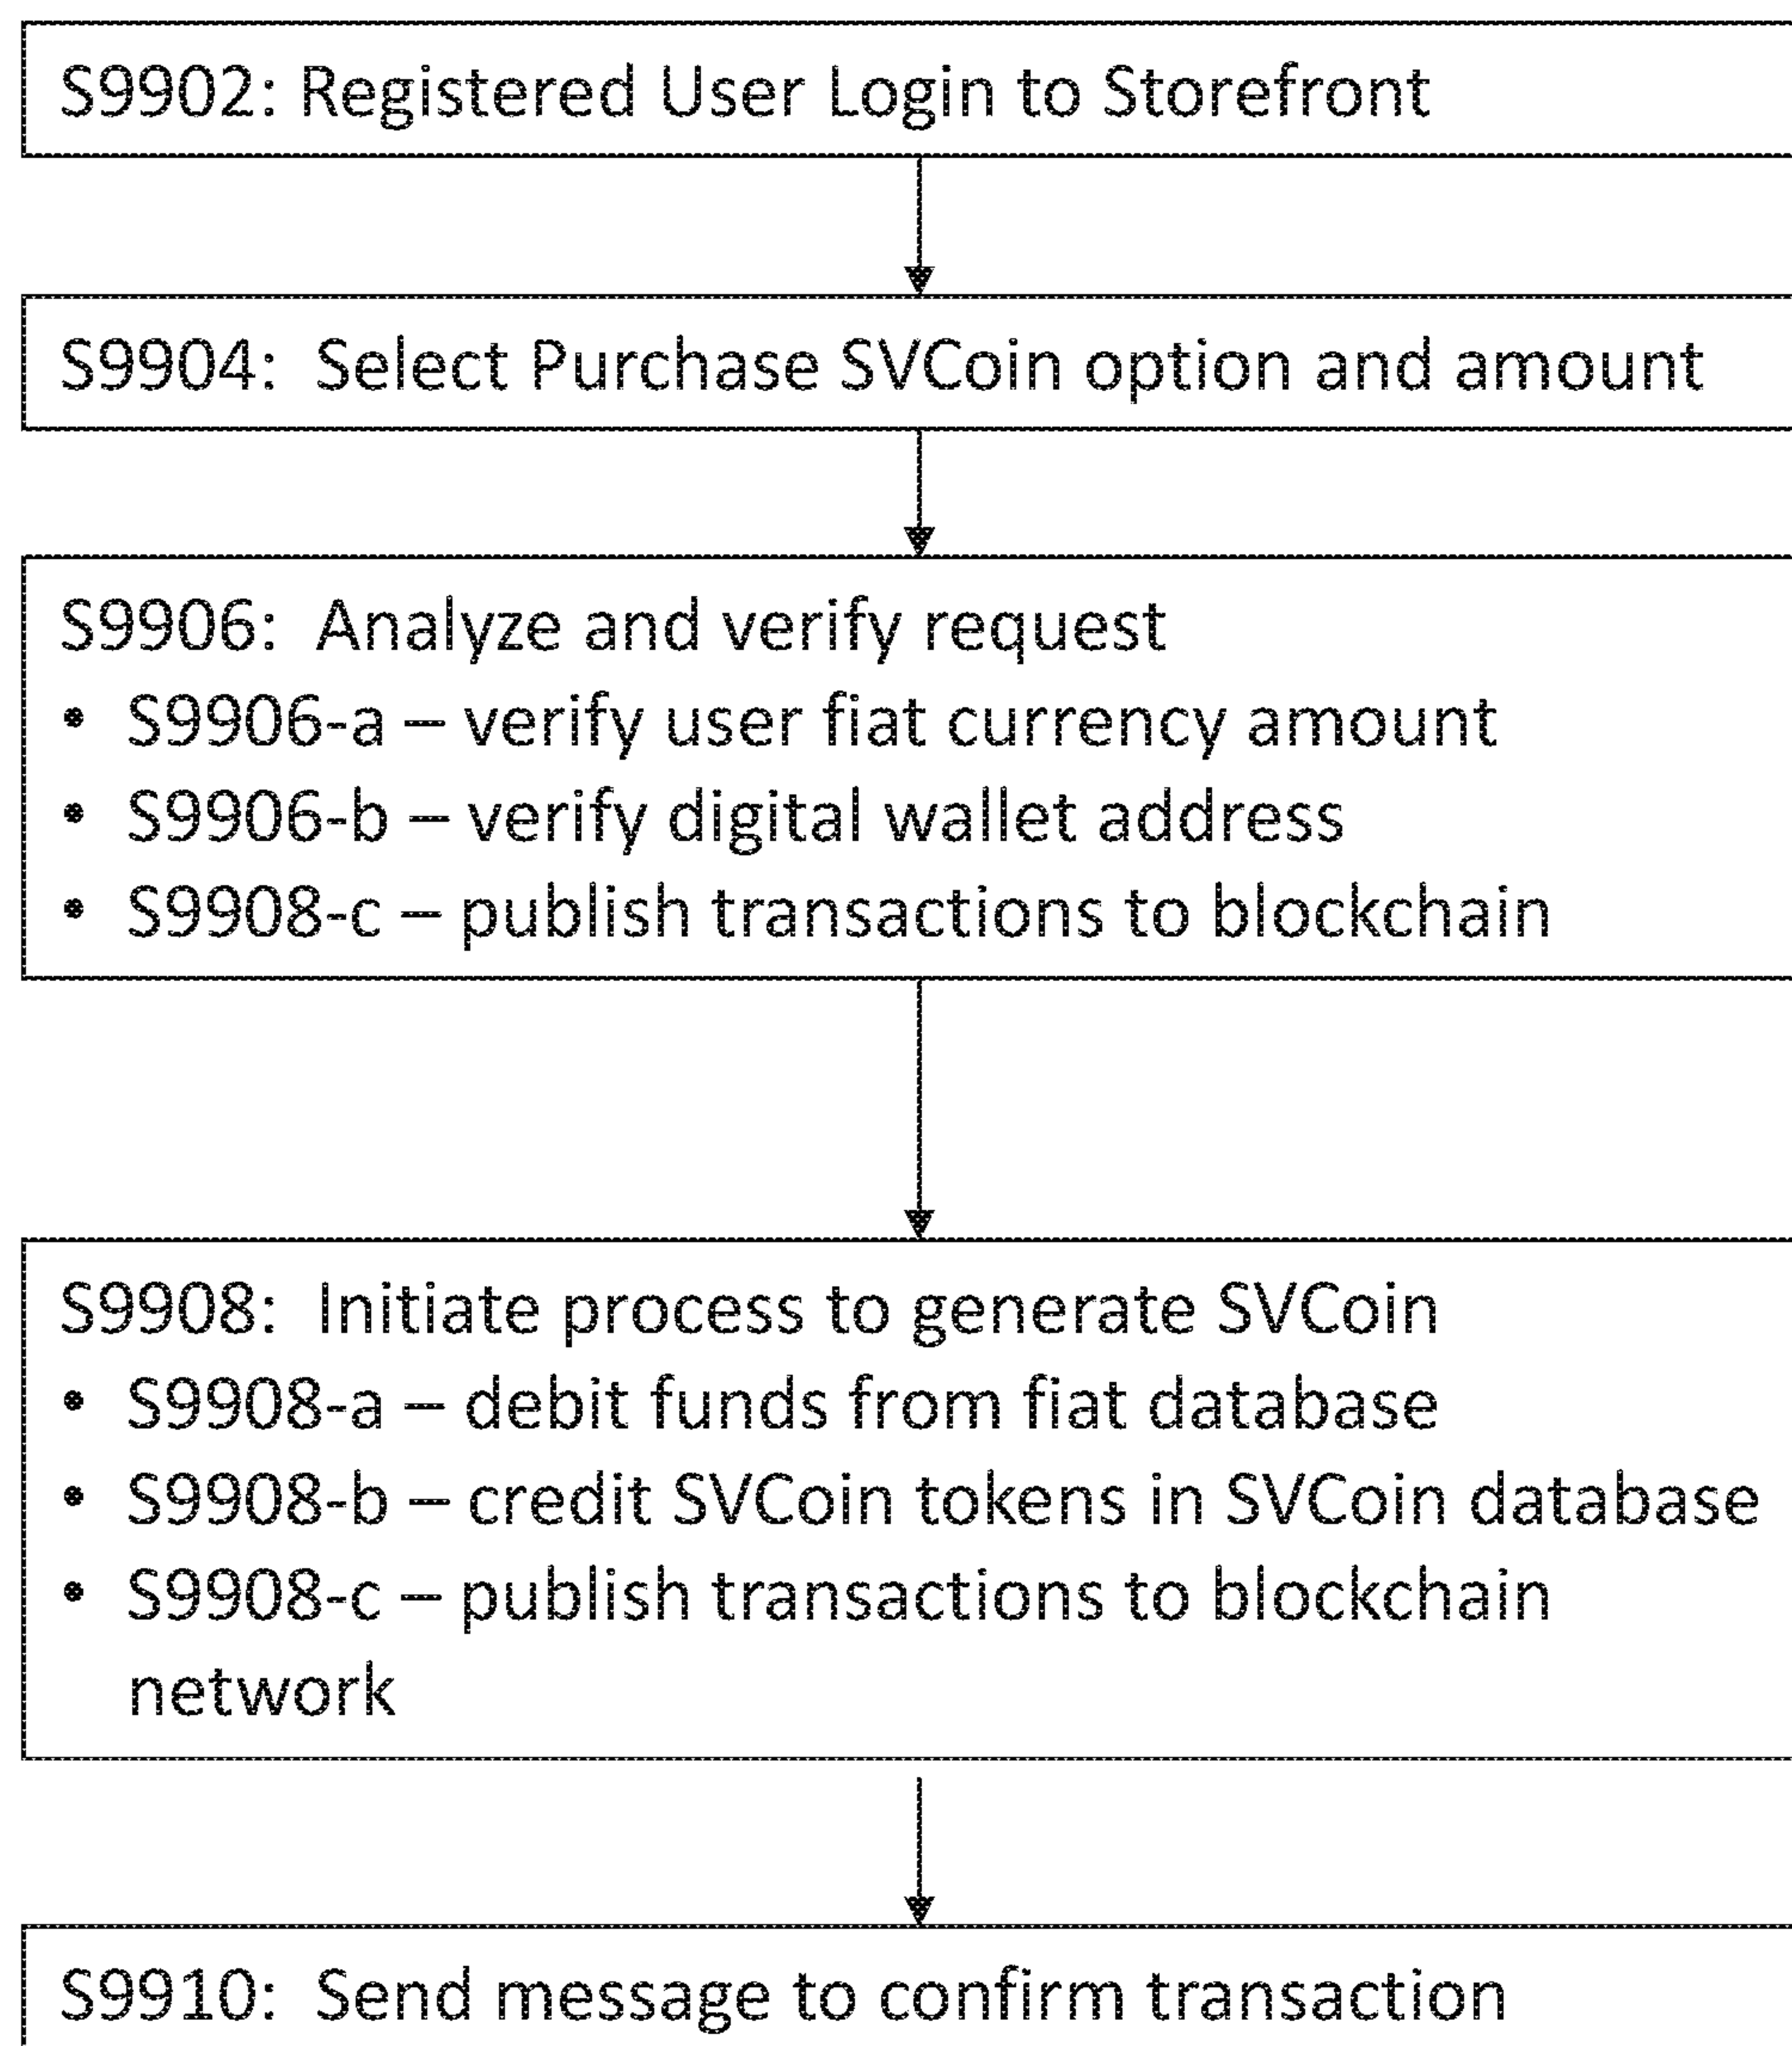 S9902: Registered User Login to Storefront
S9904: Select Purchase SVCoin option and amount
S9906: Analyze and verify request
• S9906-a – verify user fiat currency amount
• S9906-b – verify digital wallet address
• S9908-c – publish transactions to blockchain
S9908: Initiate process to generate SVCoin
• S9908-a – debit funds from fiat database
• S9908-b – credit SVCoin tokens in SVCoin database
• S9908-c – publish transactions to blockchain
network
S9910: Send message to confirm transaction